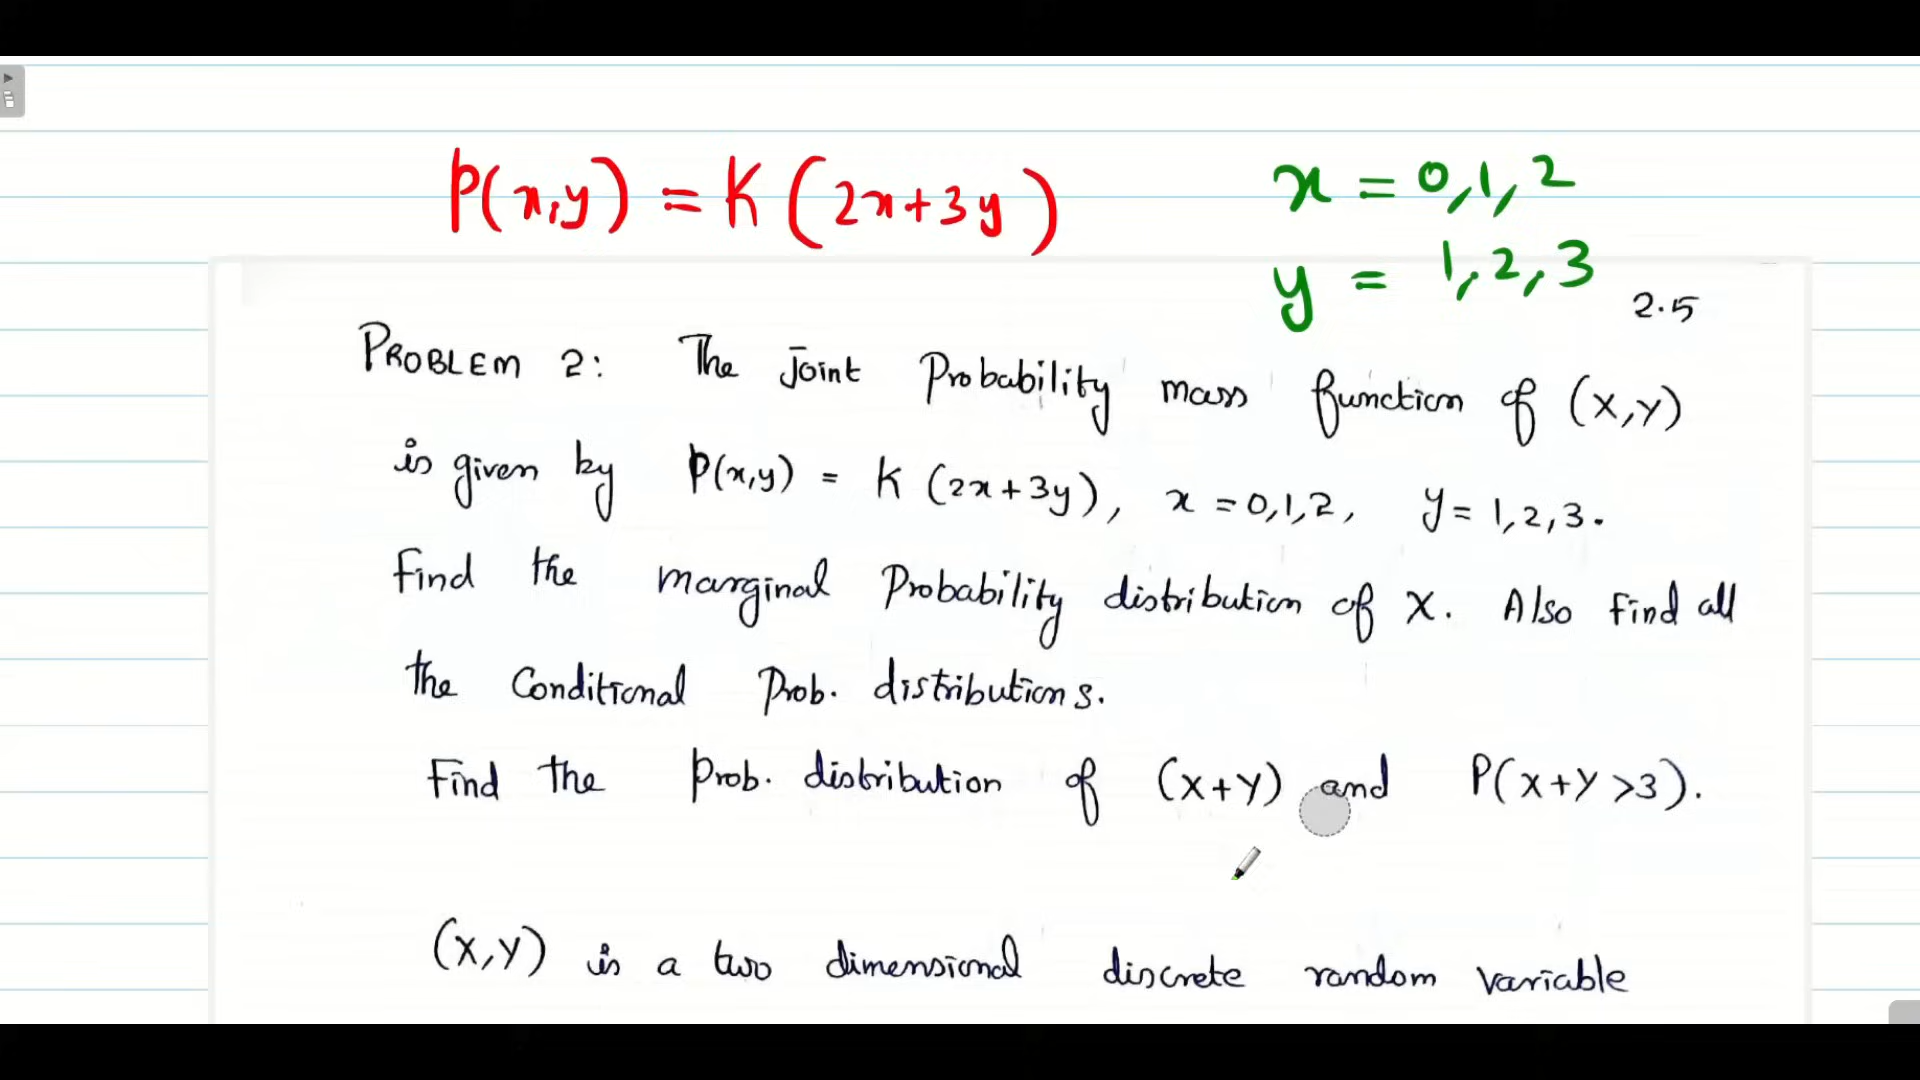 P(x,y) = K (2x+3y)
x = 0,1,2
y = 1,2,3
2.5
PROBLEM 2: The Joint Probability mass function of (X,Y)
is given by P(x,y) = K (2x+3y), x = 0,1,2, y = 1,2,3.
Find the marginal Probability distribution of X. Also Find all
the Conditional Prob. distributions.
Find the Prob. distribution of (X+Y) and P(X+Y >3).
(X,Y) is a two dimensional discrete random variable